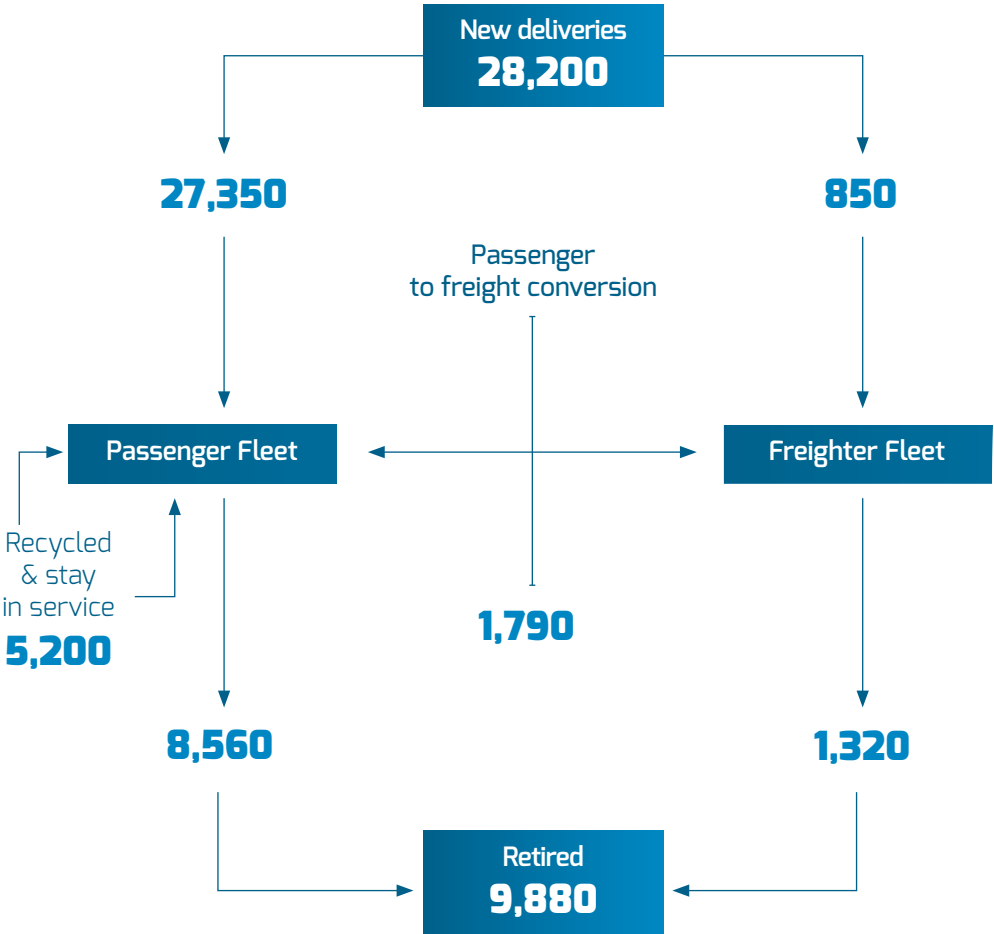 New deliveries
28,200
27,350
850
Passenger
to freight conversion
Passenger Fleet
Freighter Fleet
Recycled
& stay
in service
5,200
1,790
8,560
1,320
Retired
9,880